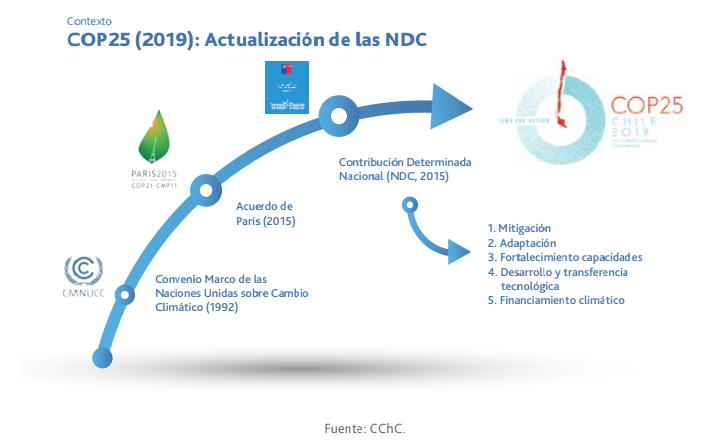 Contexto
COP25 (2019): Actualización de las NDC
PARIS2015
COP21·CMP11
TIME FOR ACTION
COP25
CHILE
2019
Contribución Determinada
Nacional (NDC, 2015)
Acuerdo de
París (2015)
1. Mitigación
2. Adaptación
3. Fortalecimiento capacidades
4. Desarrollo y transferencia
tecnológica
5. Financiamiento climático
CMNUCC
Convenio Marco de las
Naciones Unidas sobre Cambio
Climático (1992)
Fuente: CChC.